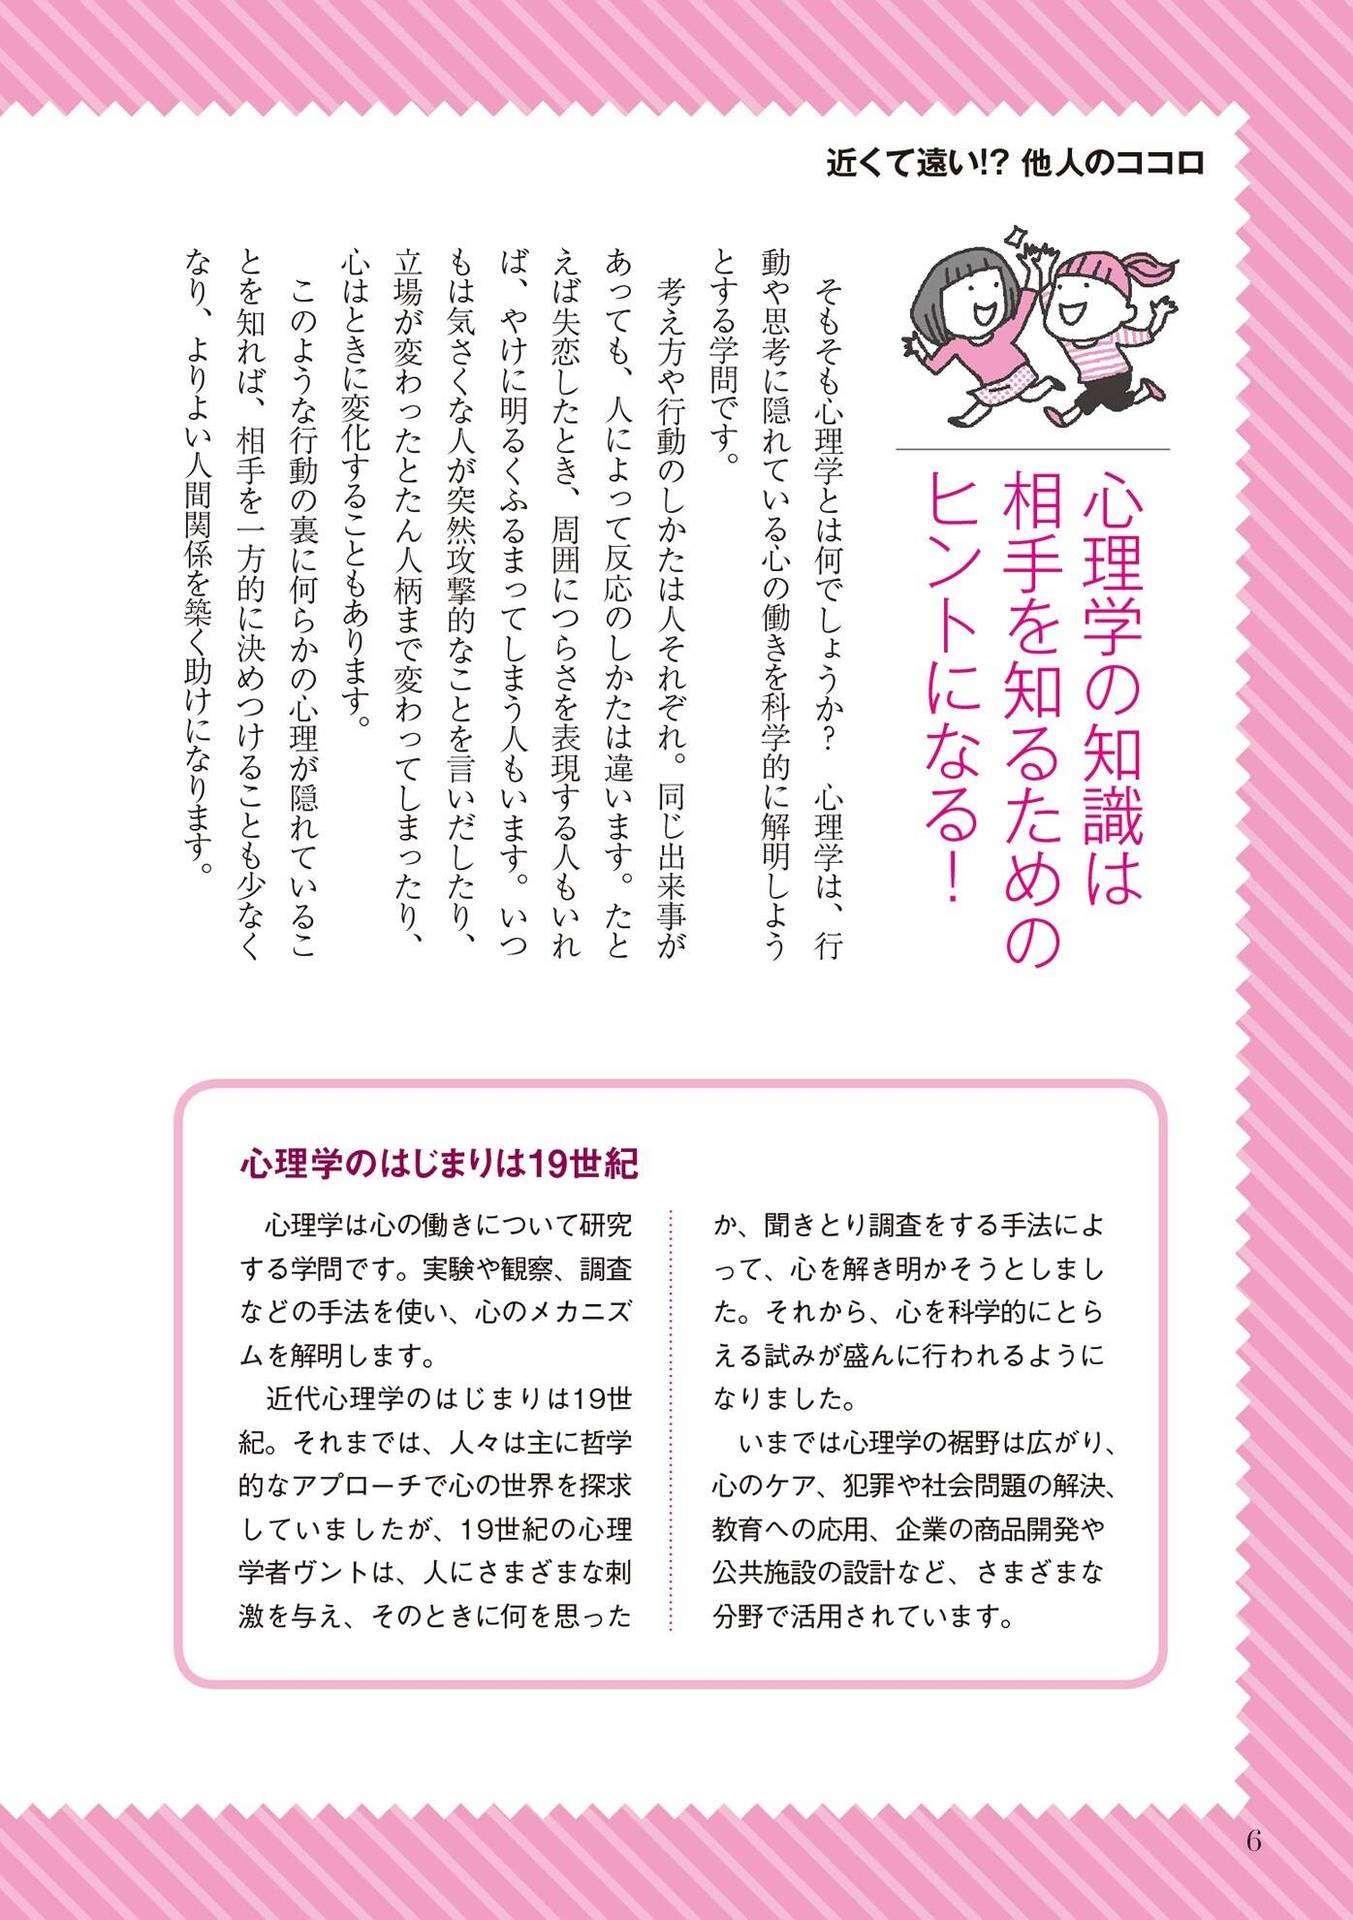 近くて遠い!? 他人のココロ
心理学の知識は
相手を知るための
ヒントになる！
そもそも心理学とは何でしょうか？　心理学は、行
動や思考に隠れている心の働きを科学的に解明しよう
とする学問です。
考え方や行動のしかたは人それぞれ。同じ出来事が
あっても、人によって反応のしかたは違います。たと
えば失恋したとき、周囲につらさを表現する人もいれ
ば、やけに明るくふるまってしまう人もいます。いつ
もは気さくな人が突然攻撃的なことを言いだしたり、
立場が変わったとたん人柄まで変わってしまったり、
心はときに変化することもあります。
このような行動の裏に何らかの心理が隠れているこ
とを知れば、相手を一方的に決めつけることも少なく
なり、よりよい人間関係を築く助けになります。
心理学のはじまりは19世紀
心理学は心の働きについて研究
する学問です。実験や観察、調査
などの手法を使い、心のメカニズ
ムを解明します。
近代心理学のはじまりは19世
紀。それまでは、人々は主に哲学
的なアプローチで心の世界を探求
していましたが、19世紀の心理
学者ヴントは、人にさまざまな刺
激を与え、そのときに何を思った
か、聞きとり調査をする手法によ
って、心を解き明かそうとしまし
た。それから、心を科学的にとら
える試みが盛んに行われるように
なりました。
いまでは心理学の裾野は広がり、
心のケア、犯罪や社会問題の解決、
教育への応用、企業の商品開発や
公共施設の設計など、さまざまな
分野で活用されています。
6